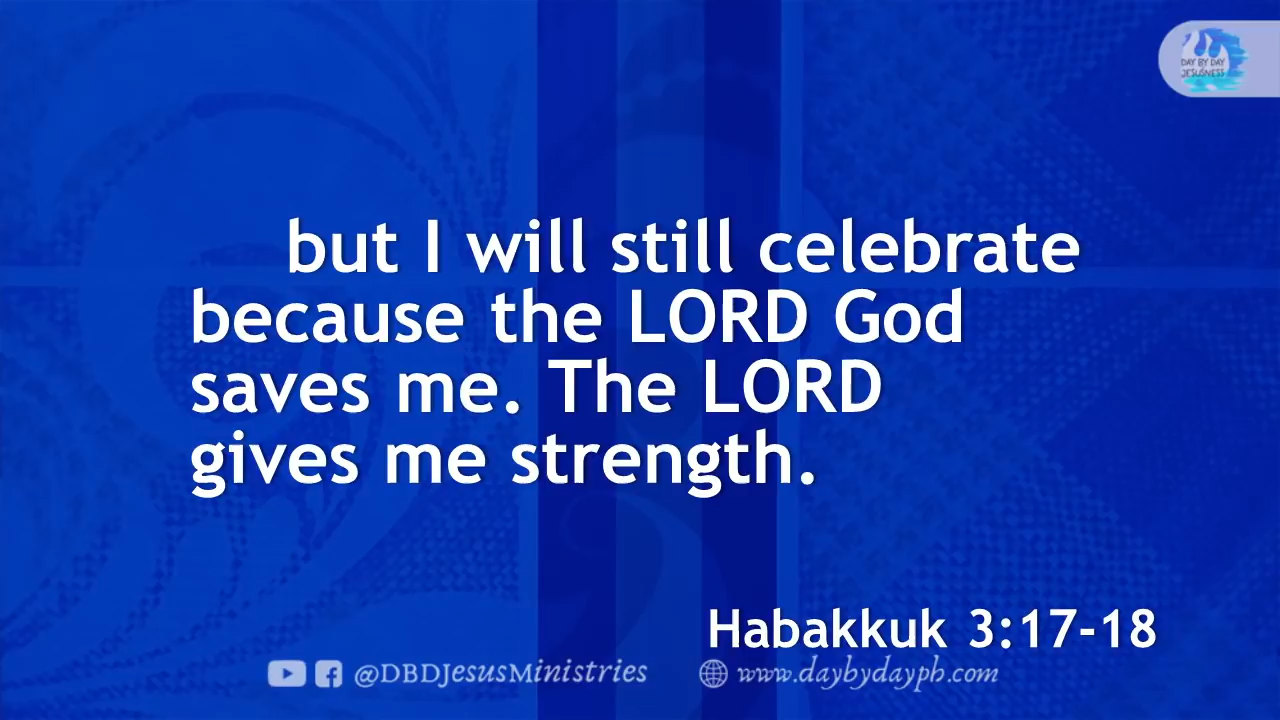 DAY BY DAY
JESUSNESS
but I will still celebrate
because the LORD God
saves me. The LORD
gives me strength.
Habakkuk 3:17-18
@DBDJesusMinistries
www.daybydayph.com